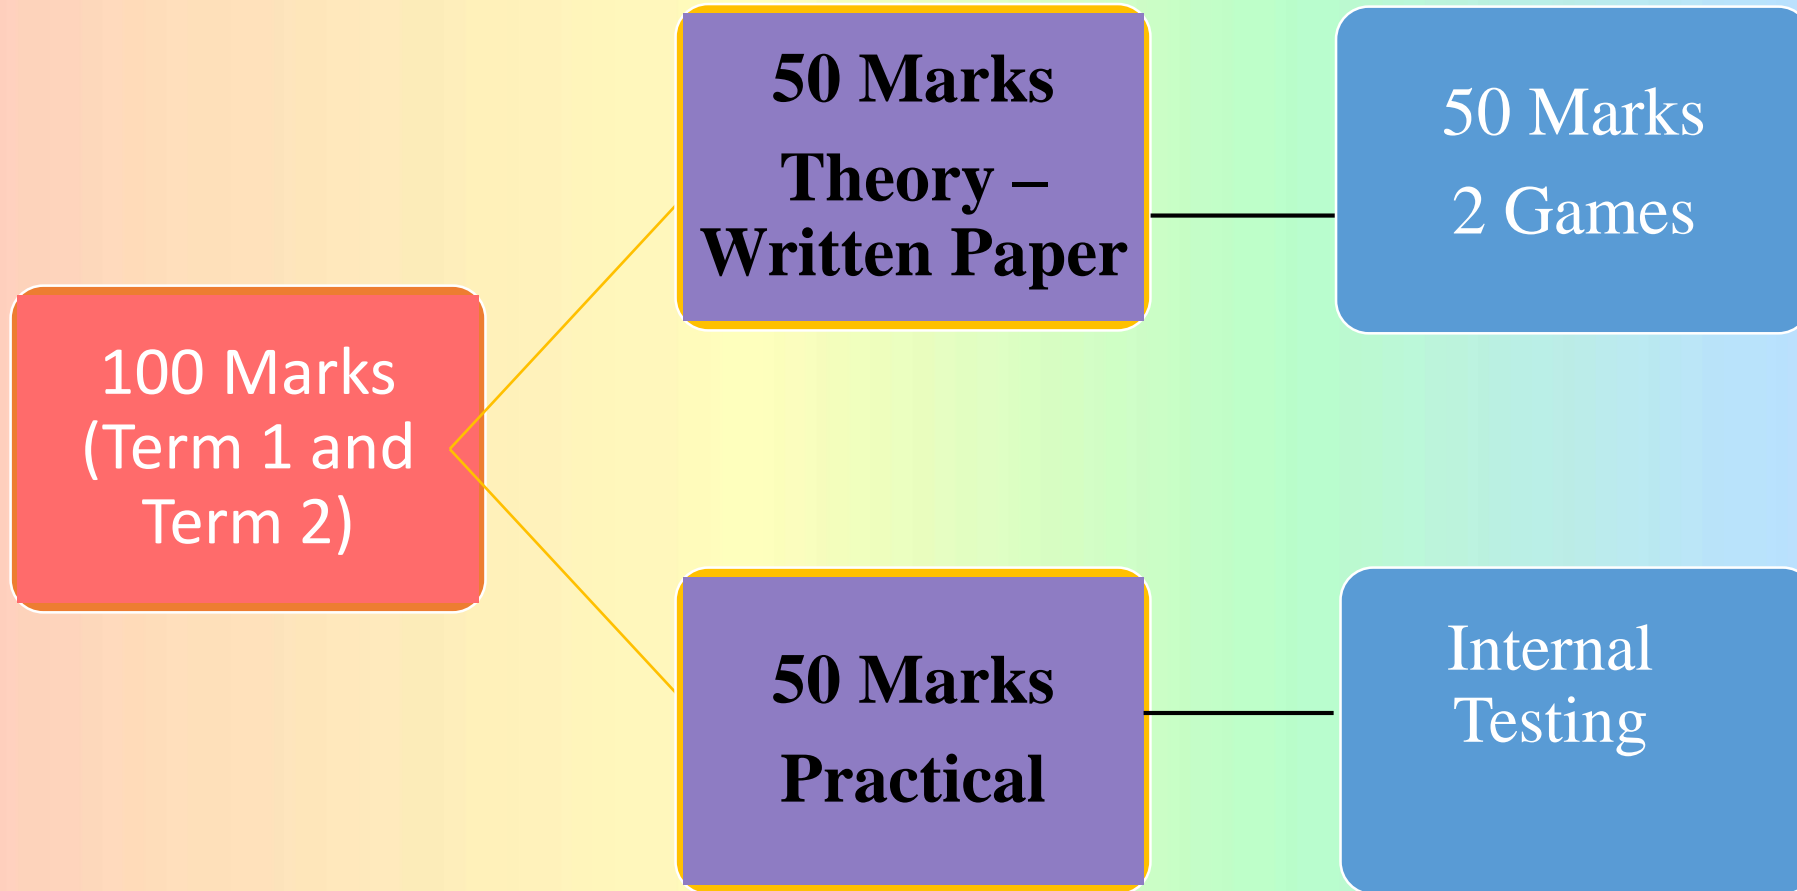 100 Marks
(Term 1 and
Term 2)
50 Marks
Theory –
Written Paper
50 Marks
2 Games
50 Marks
Practical
Internal
Testing